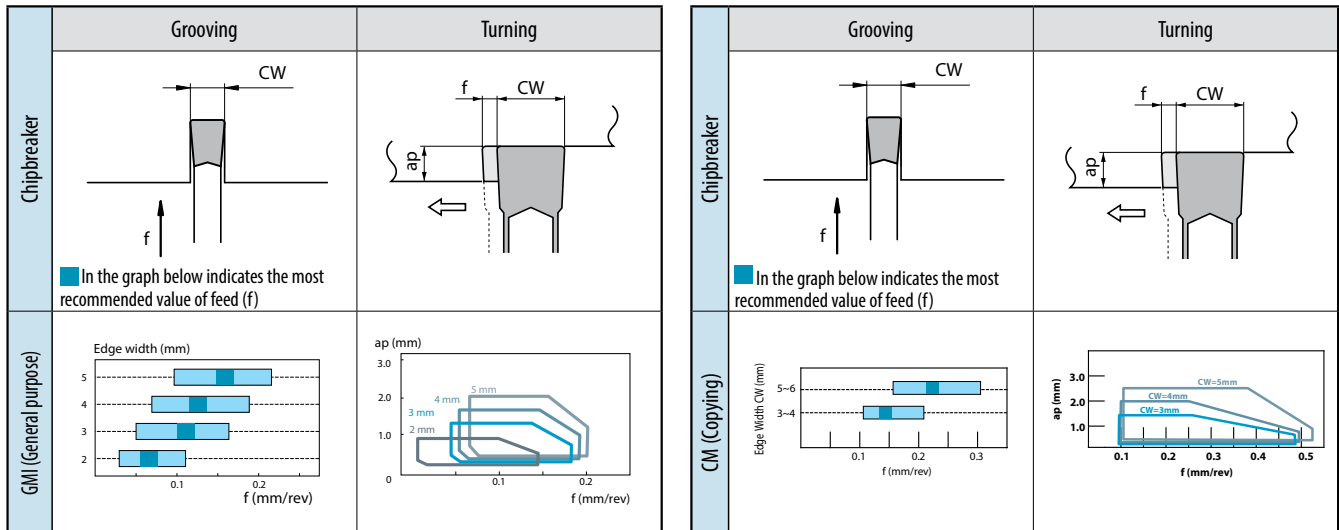 Chipbreaker
Grooving
Turning
CW
f
f
CW
ap
In the graph below indicates the most
recommended value of feed (f)
GMI (General purpose)
Edge width (mm)
5
4
3
2
0.1
0.2
f (mm/rev)
ap (mm)
3.0
2.0
1.0
0
5 mm
4 mm
3 mm
2 mm
0.1
0.2
f (mm/rev)
Chipbreaker
Grooving
Turning
CW
f
f
CW
ap
In the graph below indicates the most
recommended value of feed (f)
CM (Copying)
Edge Width CW (mm)
5~6
3~4
0.1
0.2
0.3
f (mm/rev)
ap (mm)
3.0
2.0
1.0
CW=5mm
CW=4mm
CW=3mm
0.1
0.2
0.3
0.4
0.5
f (mm/rev)